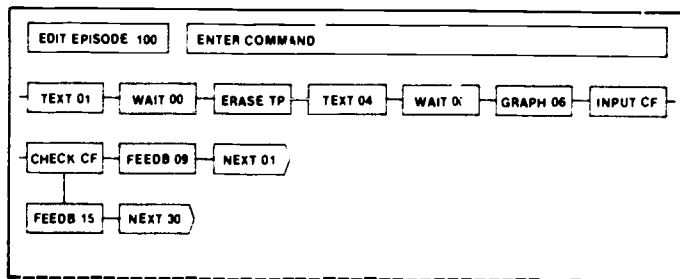 EDIT EPISODE 100 ENTER COMMAND
TEXT 01 WAIT 00 ERASE TP TEXT 04 WAIT GRAPH 06 INPUT CF
CHECK CF FEEDB 09 NEXT 01
FEEDB 15 NEXT 30